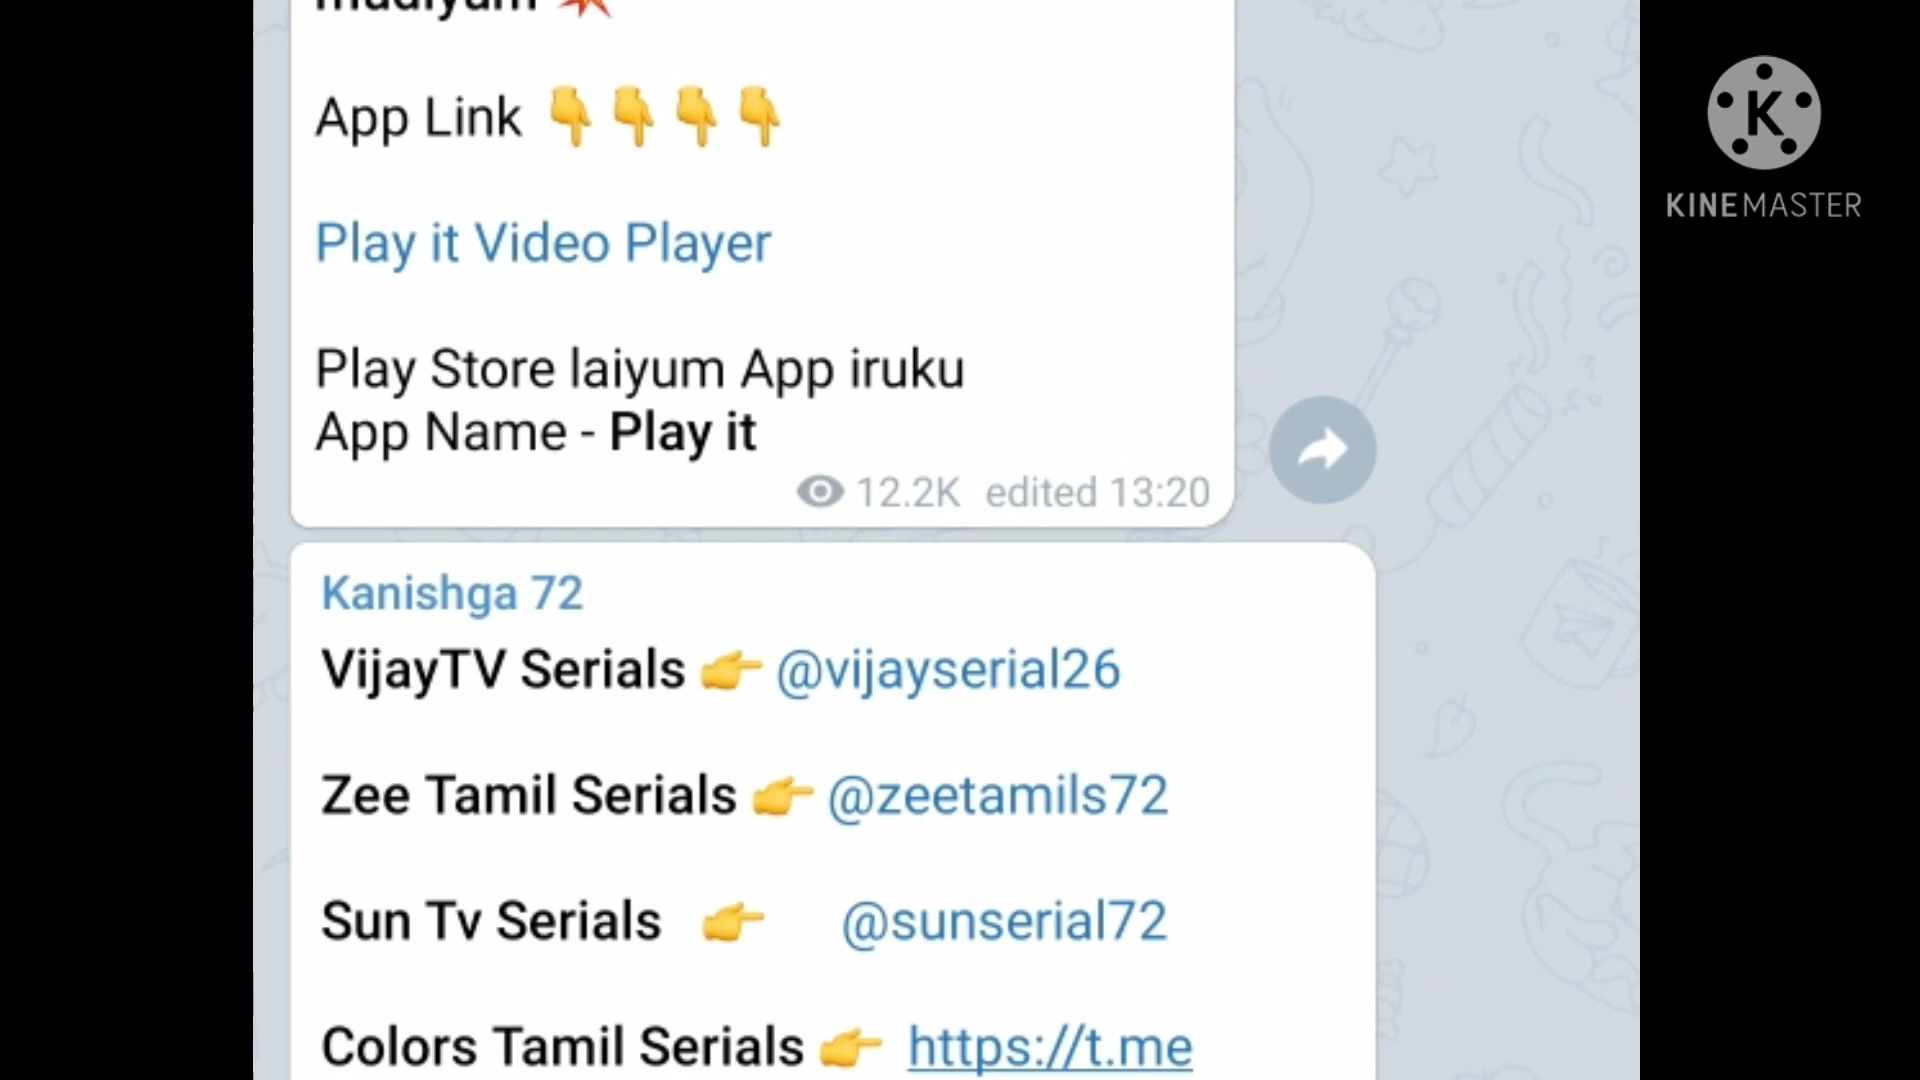 App Link 👇👇👇👇
Play it Video Player
Play Store laiyum App iruku
App Name - Play it
12.2K edited 13:20
Kanishga 72
VijayTV Serials 👉 @vijayserial26
Zee Tamil Serials 👉 @zeetamils72
Sun Tv Serials 👉 @sunserial72
Colors Tamil Serials 👉 https://t.me
K
KINEMASTER